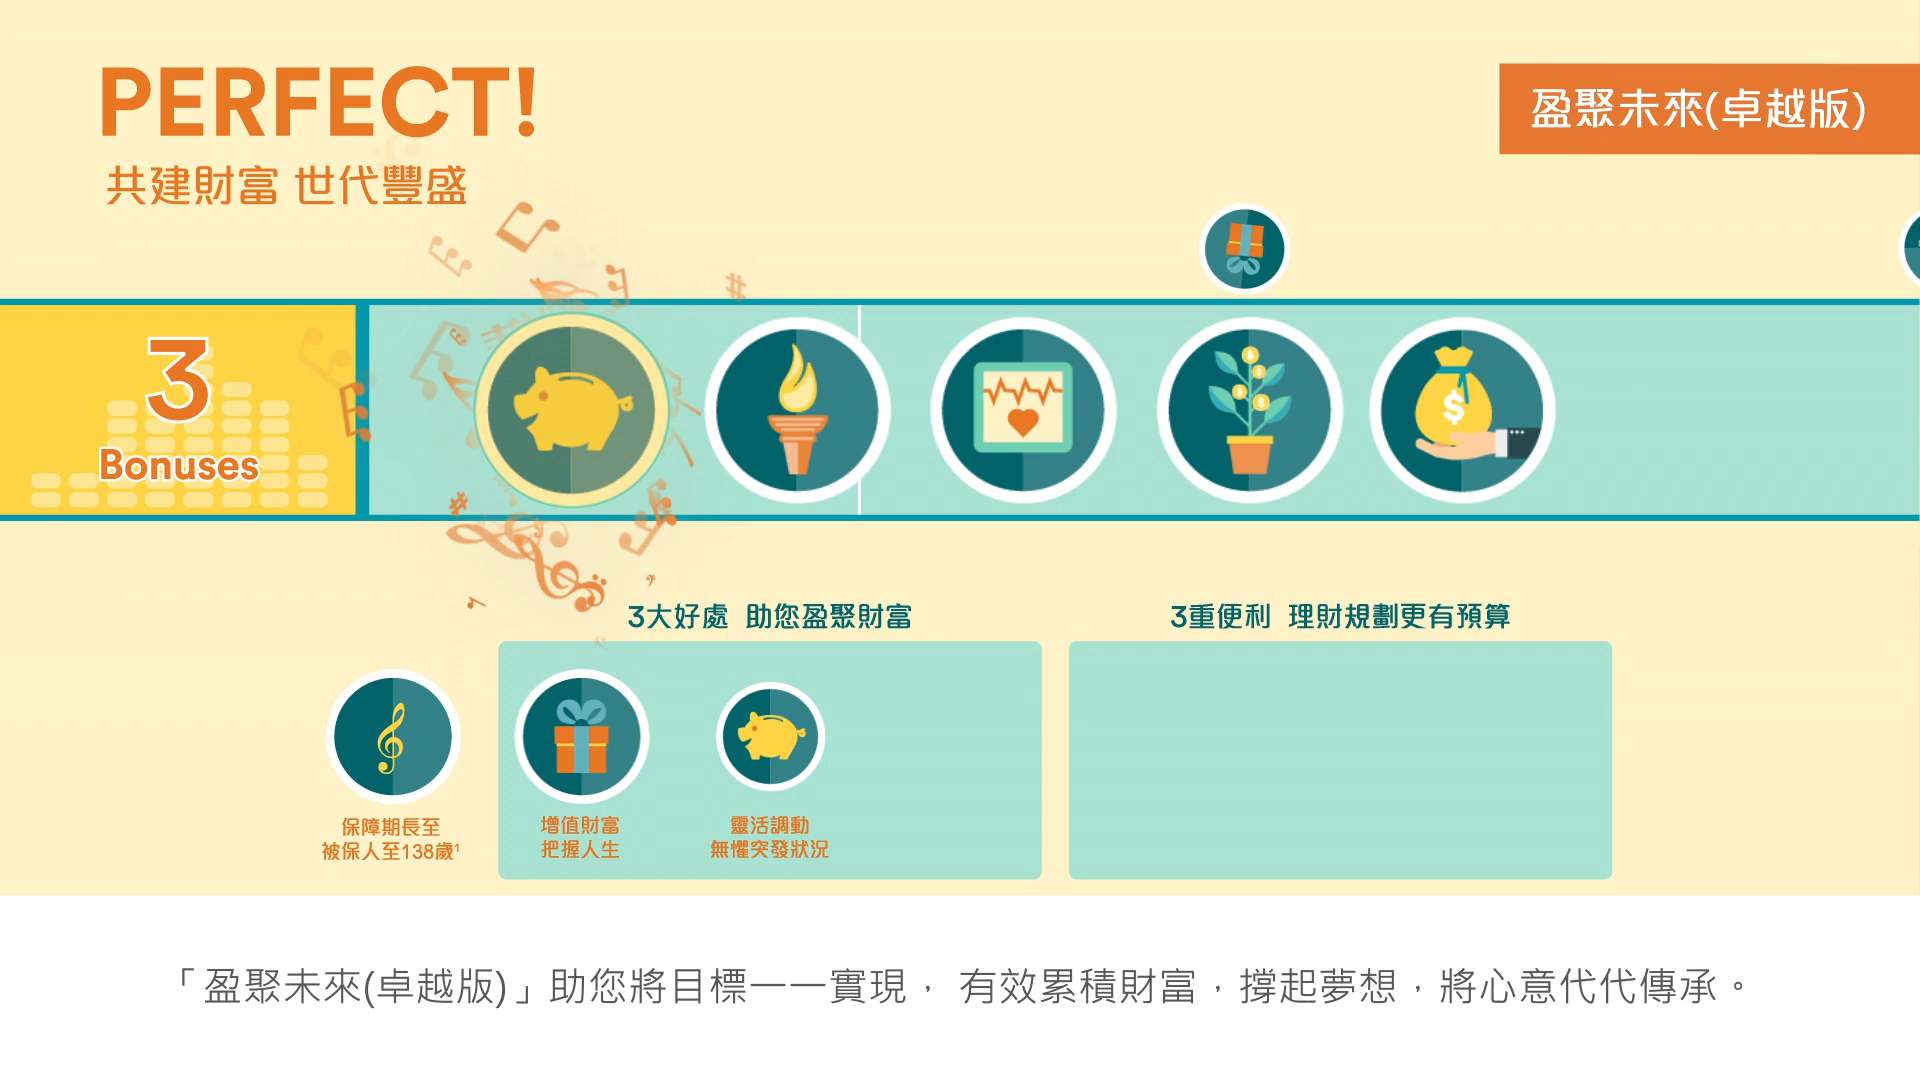 PERFECT!
共建財富 世代豐盛
盈聚未來(卓越版)
3
Bonuses
3大好處 助您盈聚財富
3重便利 理財規劃更有預算
保障期長至
被保人至138歲¹
增值財富
把握人生
靈活調動
無懼突發狀況
「盈聚未來(卓越版)」助您將目標一一實現， 有效累積財富，撐起夢想，將心意代代傳承。